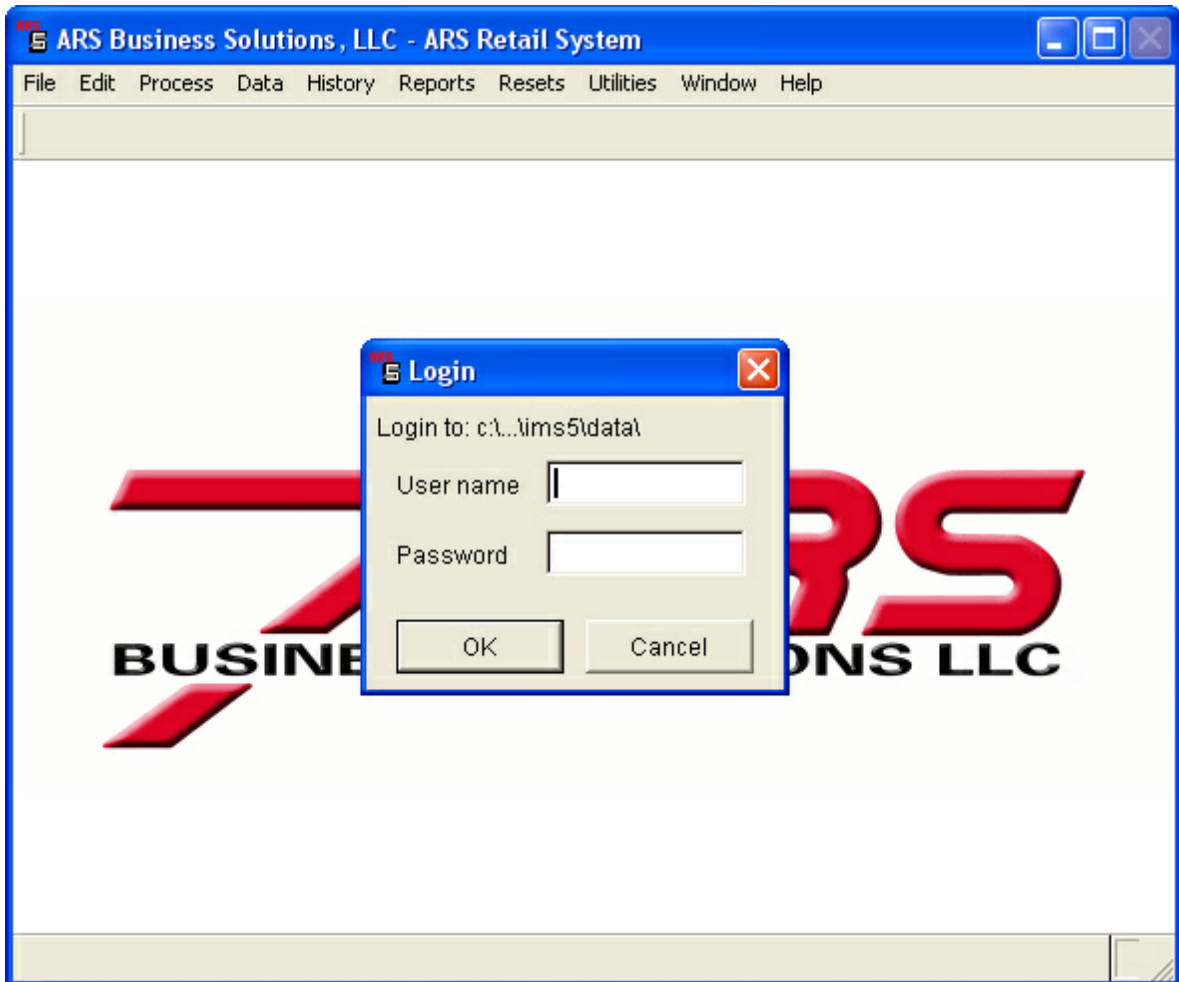 ARS Business Solutions, LLC - ARS Retail System
File Edit Process Data History Reports Resets Utilities Window Help
Login
Login to: c:\...\ims5\data\
User name
Password
OK Cancel
RS
BUSINE ONS LLC